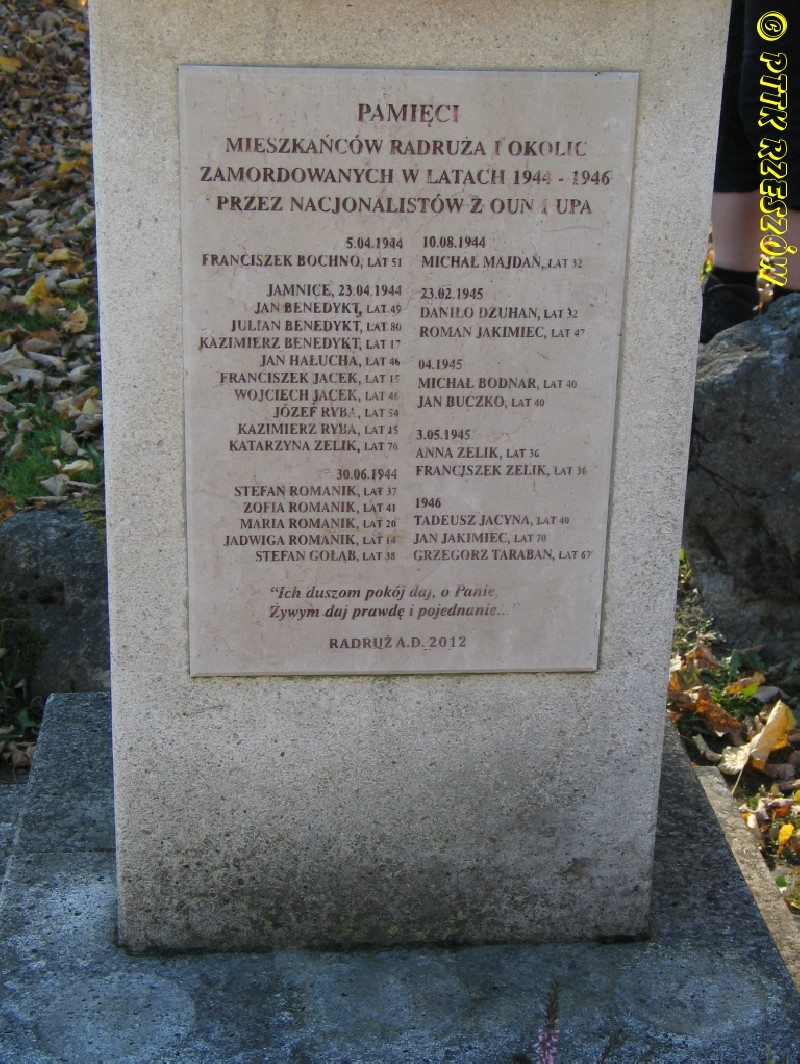 PAMIĘCI
MIESZKAŃCÓW RADRUŻA I OKOLIC
ZAMORDOWANYCH W LATACH 1944 - 1946
PRZEZ NACJONALISTÓW Z OUN I UPA
5.04.1944
FRANCISZEK BOCHNO, LAT 51
JAMNICE, 23.04.1944
JAN BENEDYKT, LAT 49
JULIAN BENEDYKT, LAT 80
KAZIMIERZ BENEDYKT, LAT 17
JAN HAŁUCHA, LAT 46
FRANCISZEK JACEK, LAT 15
WOJCIECH JACEK, LAT 46
JÓZEF RYBA, LAT 54
KAZIMIERZ RYBA, LAT 15
KATARZYNA ZELIK, LAT 76
30.06.1944
STEFAN ROMANIK, LAT 37
ZOFIA ROMANIK, LAT 41
MARIA ROMANIK, LAT 20
JADWIGA ROMANIK, LAT 14
STEFAN GOŁĄB, LAT 38
10.08.1944
MICHAŁ MAJDAN, LAT 32
23.02.1945
DANIŁO DŻUHAN, LAT 32
ROMAN JAKIMIEC, LAT 47
04.1945
MICHAŁ BODNAR, LAT 40
JAN BUCZKO, LAT 40
3.05.1945
ANNA ZELIK, LAT 36
FRANCISZEK ZELIK, LAT 36
1946
TADEUSZ JACYNA, LAT 40
JAN JAKIMIEC, LAT 70
GRZEGORZ TARABAN, LAT 67
"Ich duszom pokój daj, o Panie,
Żywym daj prawdę i pojednanie..."
RADRUŻ A.D. 2012
© PTTK RZESZÓW